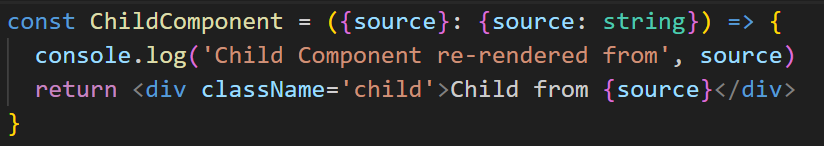 const ChildComponent = ({source}: {source: string}) => {
  console.log('Child Component re-rendered from', source)
  return <div className='child'>Child from {source}</div>
}